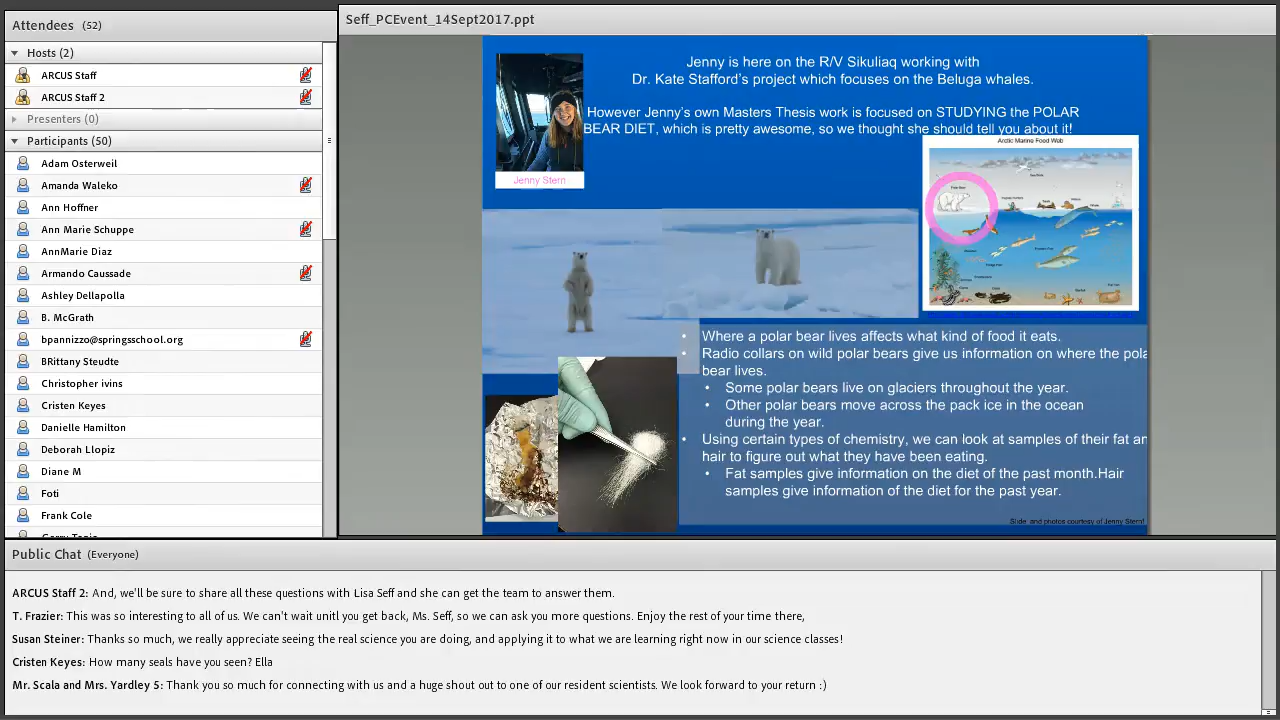 Attendees (52)
Hosts (2)
ARCUS Staff
ARCUS Staff 2
Presenters (0)
Participants (50)
Adam Osterweil
Amanda Waleko
Ann Hoffner
Ann Marie Schuppe
AnnMarie Diaz
Armando Caussade
Ashley Dellapolla
B. McGrath
bpannizzo@springsschool.org
BRittany Steudte
Christopher ivins
Cristen Keyes
Danielle Hamilton
Deborah Llopiz
Diane M
Foti
Frank Cole
Seff_PCEvent_14Sept2017.ppt
Jenny is here on the R/V Sikuliaq working with
Dr. Kate Stafford's project which focuses on the Beluga whales.
However Jenny's own Masters Thesis work is focused on STUDYING the POLAR
BEAR DIET, which is pretty awesome, so we thought she should tell you about it!
Jenny Stern
Arctic Marine Food Web
• Where a polar bear lives affects what kind of food it eats.
• Radio collars on wild polar bears give us information on where the pola
bear lives.
• Some polar bears live on glaciers throughout the year.
• Other polar bears move across the pack ice in the ocean
during the year.
• Using certain types of chemistry, we can look at samples of their fat an
hair to figure out what they have been eating.
• Fat samples give information on the diet of the past month.Hair
samples give information of the diet for the past year.
Slide and photos courtesy of Jenny Stern!
Public Chat (Everyone)
ARCUS Staff 2: And, we'll be sure to share all these questions with Lisa Seff and she can get the team to answer them.
T. Frazier: This was so interesting to all of us. We can't wait unitl you get back, Ms. Seff, so we can ask you more questions. Enjoy the rest of your time there,
Susan Steiner: Thanks so much, we really appreciate seeing the real science you are doing, and applying it to what we are learning right now in our science classes!
Cristen Keyes: How many seals have you seen? Ella
Mr. Scala and Mrs. Yardley 5: Thank you so much for connecting with us and a huge shout out to one of our resident scientists. We look forward to your return :)